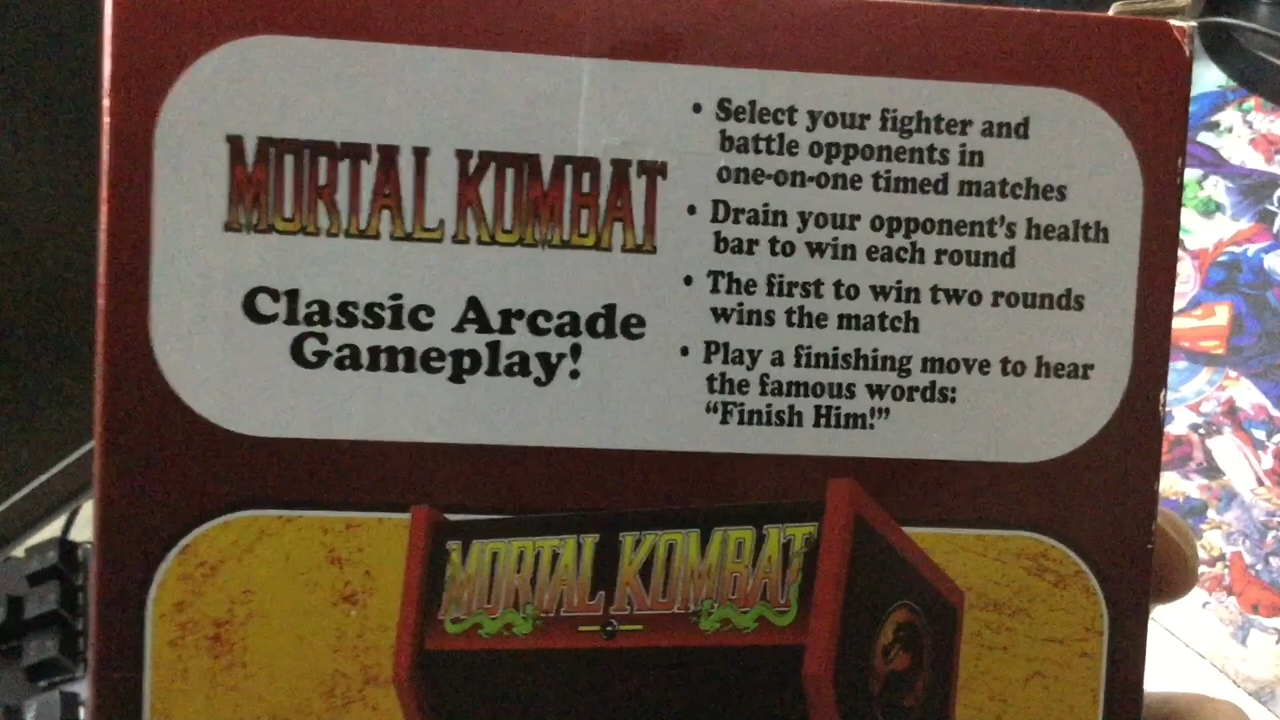 MORTAL KOMBAT
Classic Arcade
Gameplay!
• Select your fighter and
battle opponents in
one-on-one timed matches
• Drain your opponent's health
bar to win each round
• The first to win two rounds
wins the match
• Play a finishing move to hear
the famous words:
“Finish Him!”
MORTAL KOMBAT